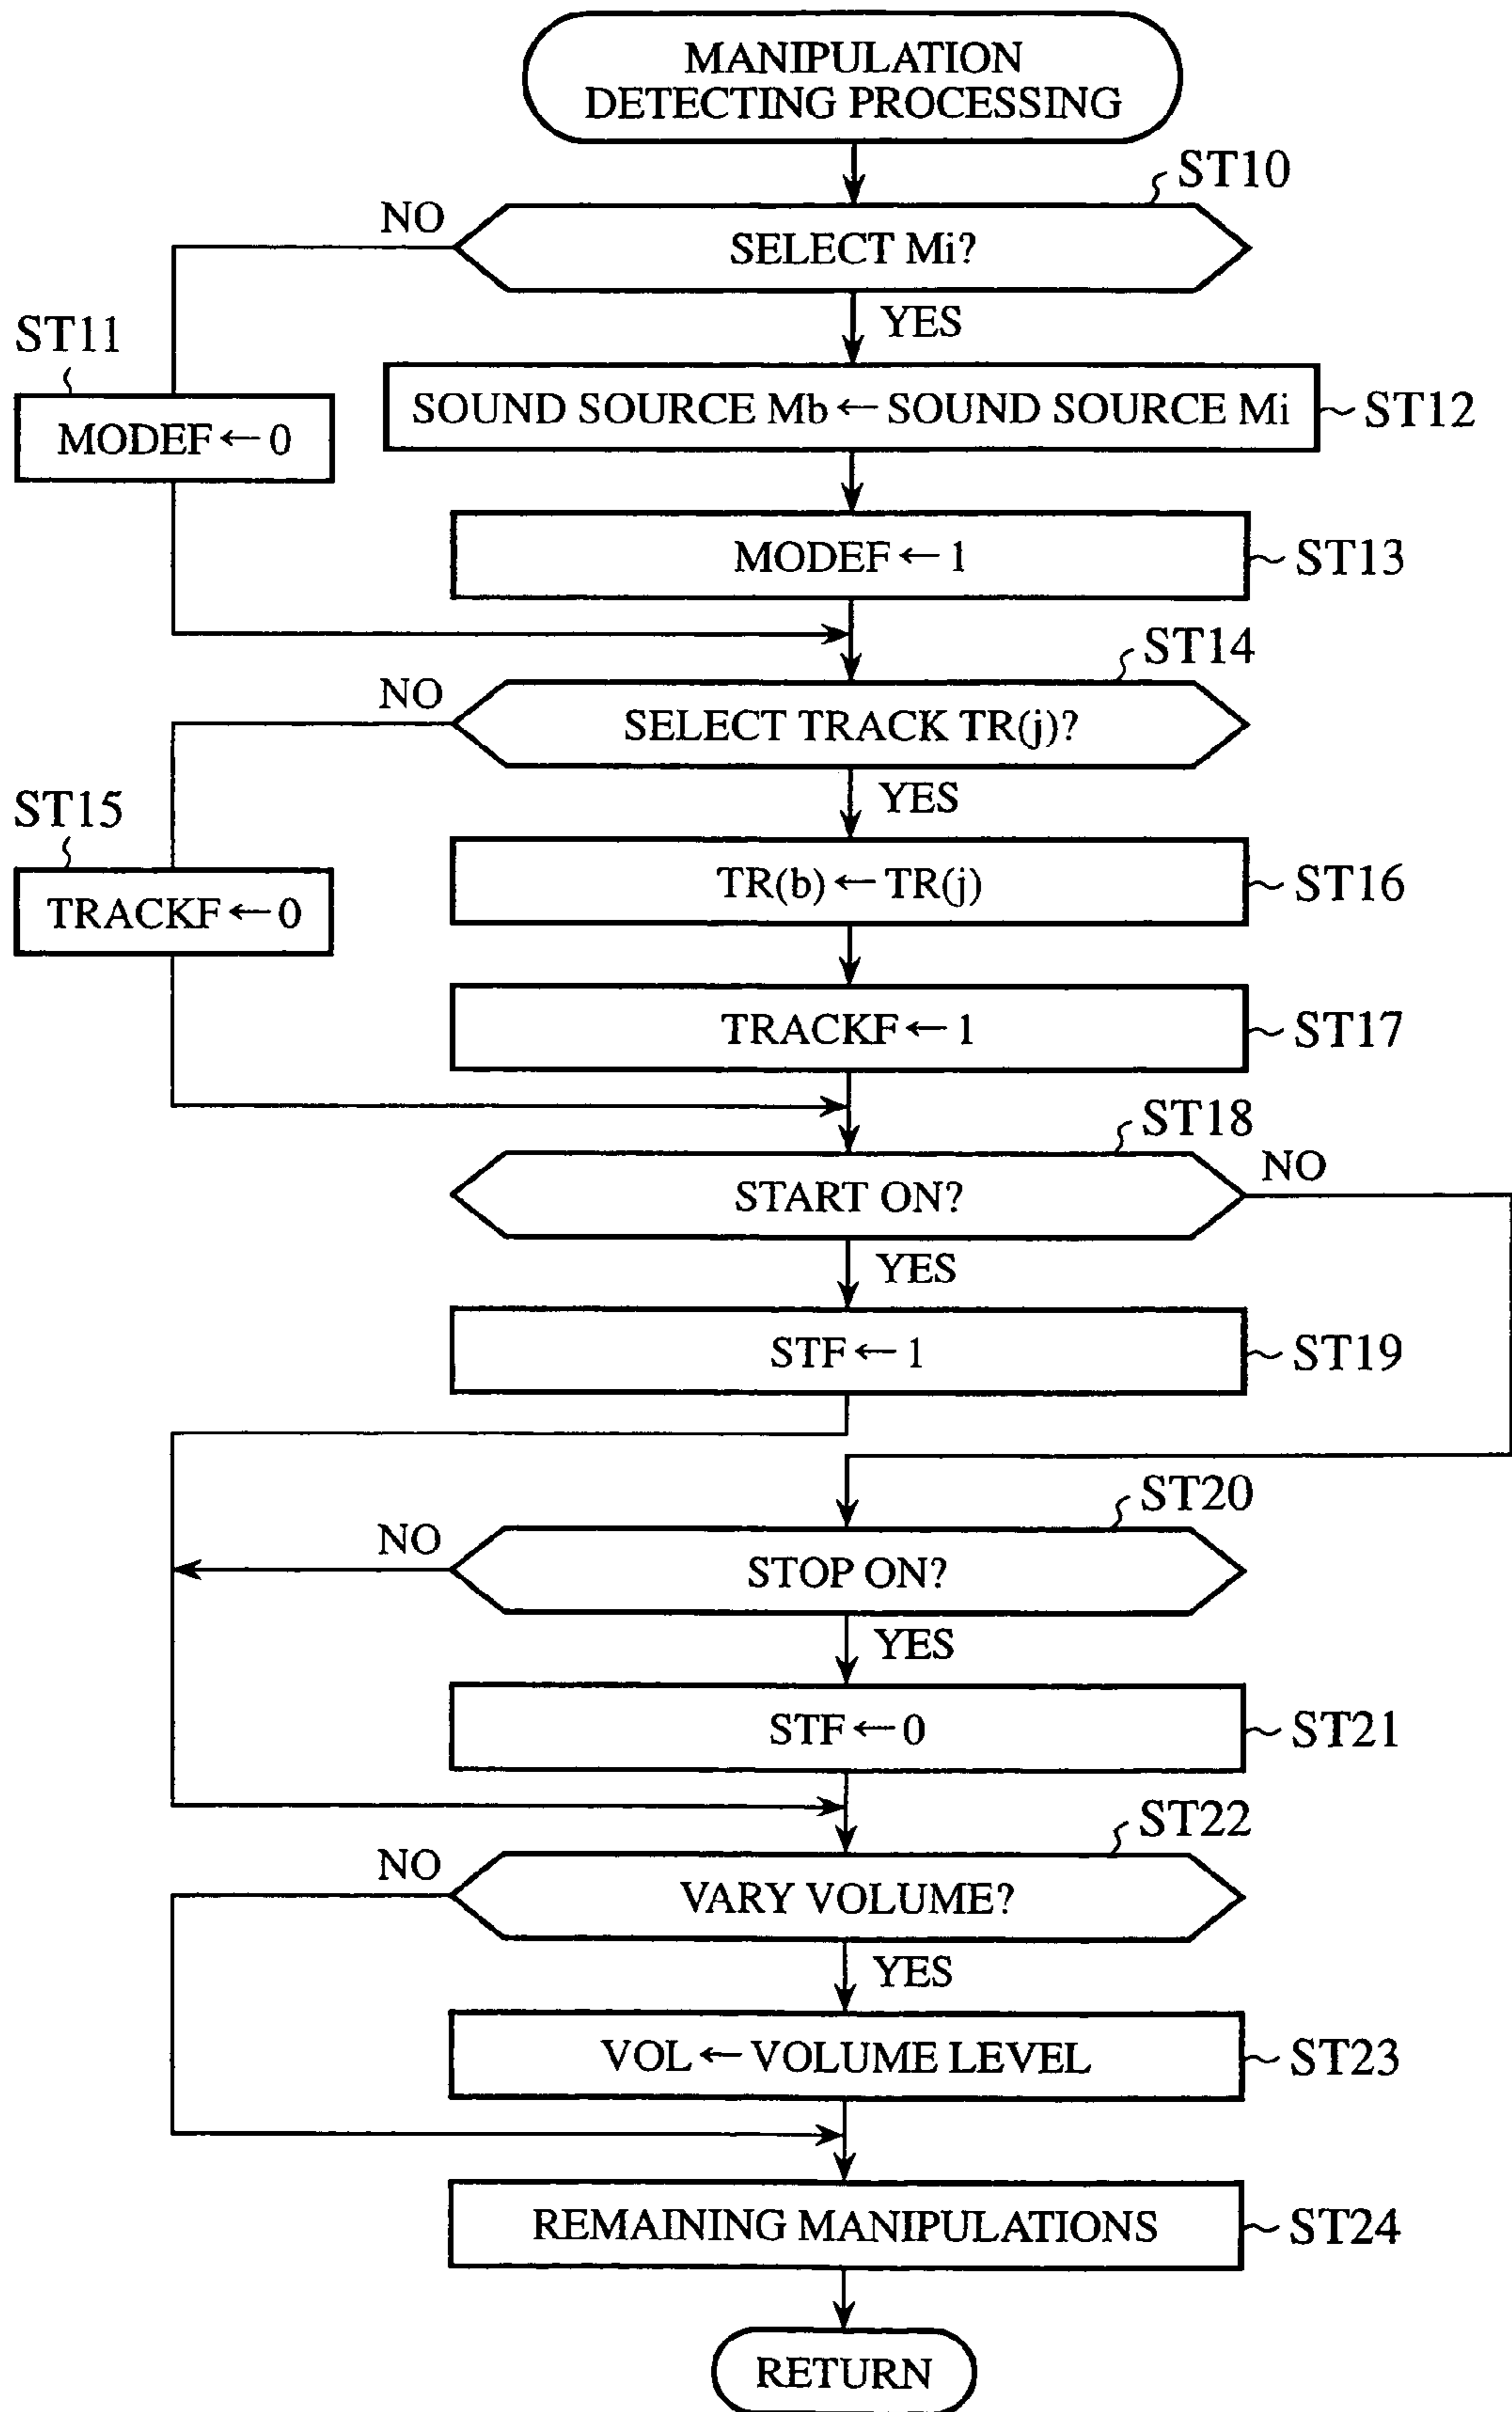 MANIPULATION
DETECTING PROCESSING
ST10
NO
SELECT Mi?
YES
ST11
MODEF ← 0
SOUND SOURCE Mb ← SOUND SOURCE Mi
ST12
MODEF ← 1
ST13
ST14
NO
SELECT TRACK TR(j)?
YES
ST15
TRACKF ← 0
TR(b) ← TR(j)
ST16
TRACKF ← 1
ST17
ST18
NO
START ON?
YES
STF ← 1
ST19
ST20
NO
STOP ON?
YES
STF ← 0
ST21
ST22
NO
VARY VOLUME?
YES
VOL ← VOLUME LEVEL
ST23
REMAINING MANIPULATIONS
ST24
RETURN